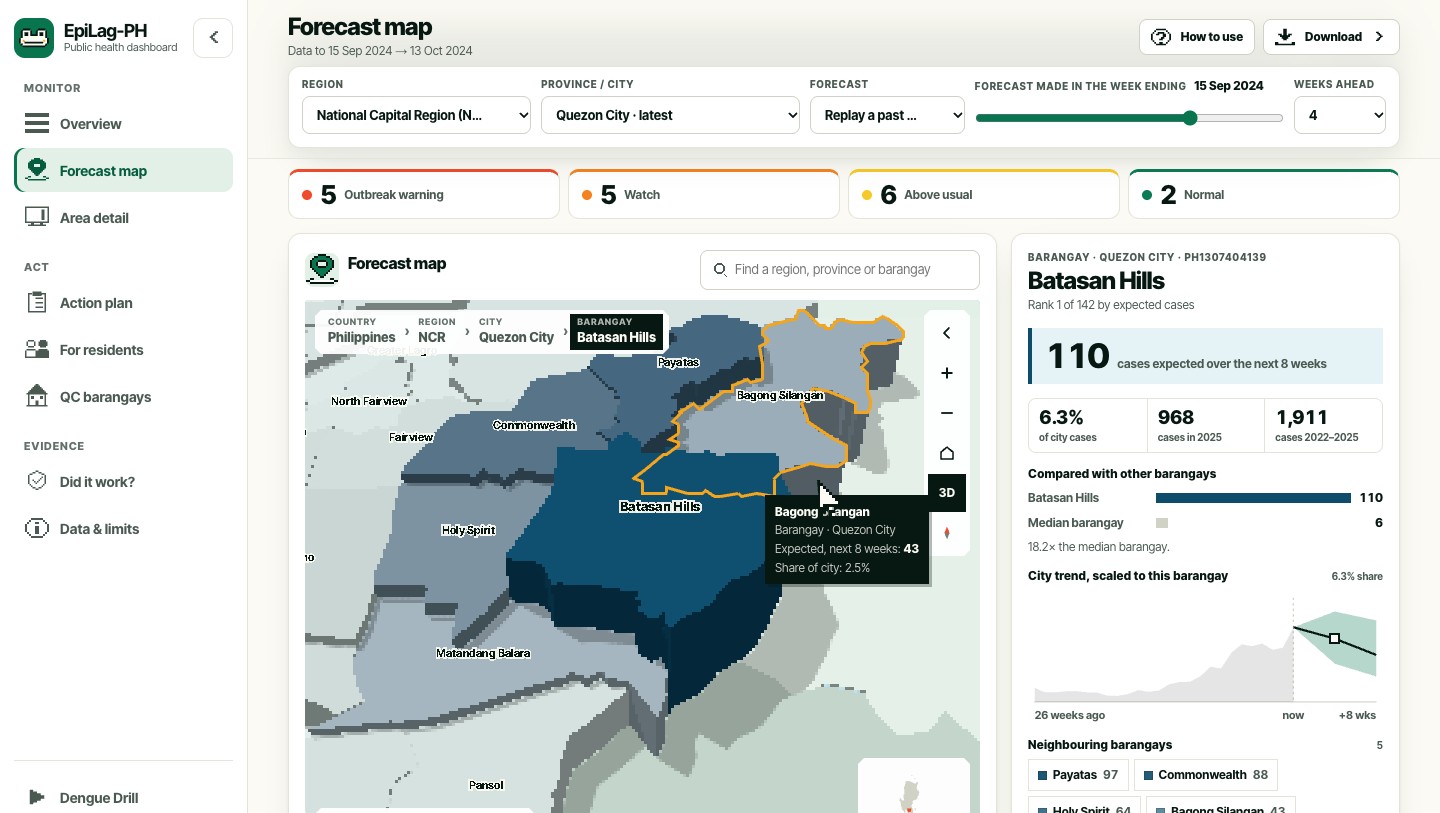 EpiLag-PH
Public health dashboard
MONITOR
Overview
Forecast map
Area detail
ACT
Action plan
For residents
QC barangays
EVIDENCE
Did it work?
Data & limits
Dengue Drill
Forecast map
Data to 15 Sep 2024 → 13 Oct 2024
How to use
Download
REGION
National Capital Region (N...
PROVINCE / CITY
Quezon City · latest
FORECAST
Replay a past ...
FORECAST MADE IN THE WEEK ENDING 15 Sep 2024
WEEKS AHEAD
4
5 Outbreak warning
5 Watch
6 Above usual
2 Normal
Forecast map
Find a region, province or barangay
COUNTRY
Philippines
›
REGION
NCR
›
CITY
Quezon City
›
BARANGAY
Batasan Hills
Payatas
North Fairview
Bagong Silangan
Commonwealth
Fairview
3D
Batasan Hills
Holy Spirit
Bagong
Barangay · Quezon City
Expected, next 8 weeks: 43
Share of city: 2.5%
Matandang Balara
Pansol
BARANGAY · QUEZON CITY · PH1307404139
Batasan Hills
Rank 1 of 142 by expected cases
110 cases expected over the next 8 weeks
6.3%
of city cases
968
cases in 2025
1,911
cases 2022–2025
Compared with other barangays
Batasan Hills 110
Median barangay 6
18.2× the median barangay.
City trend, scaled to this barangay 6.3% share
26 weeks ago now +8 wks
Neighbouring barangays 5
Payatas 97
Commonwealth 88
Holy Spirit 64
Bagong Silangan 43